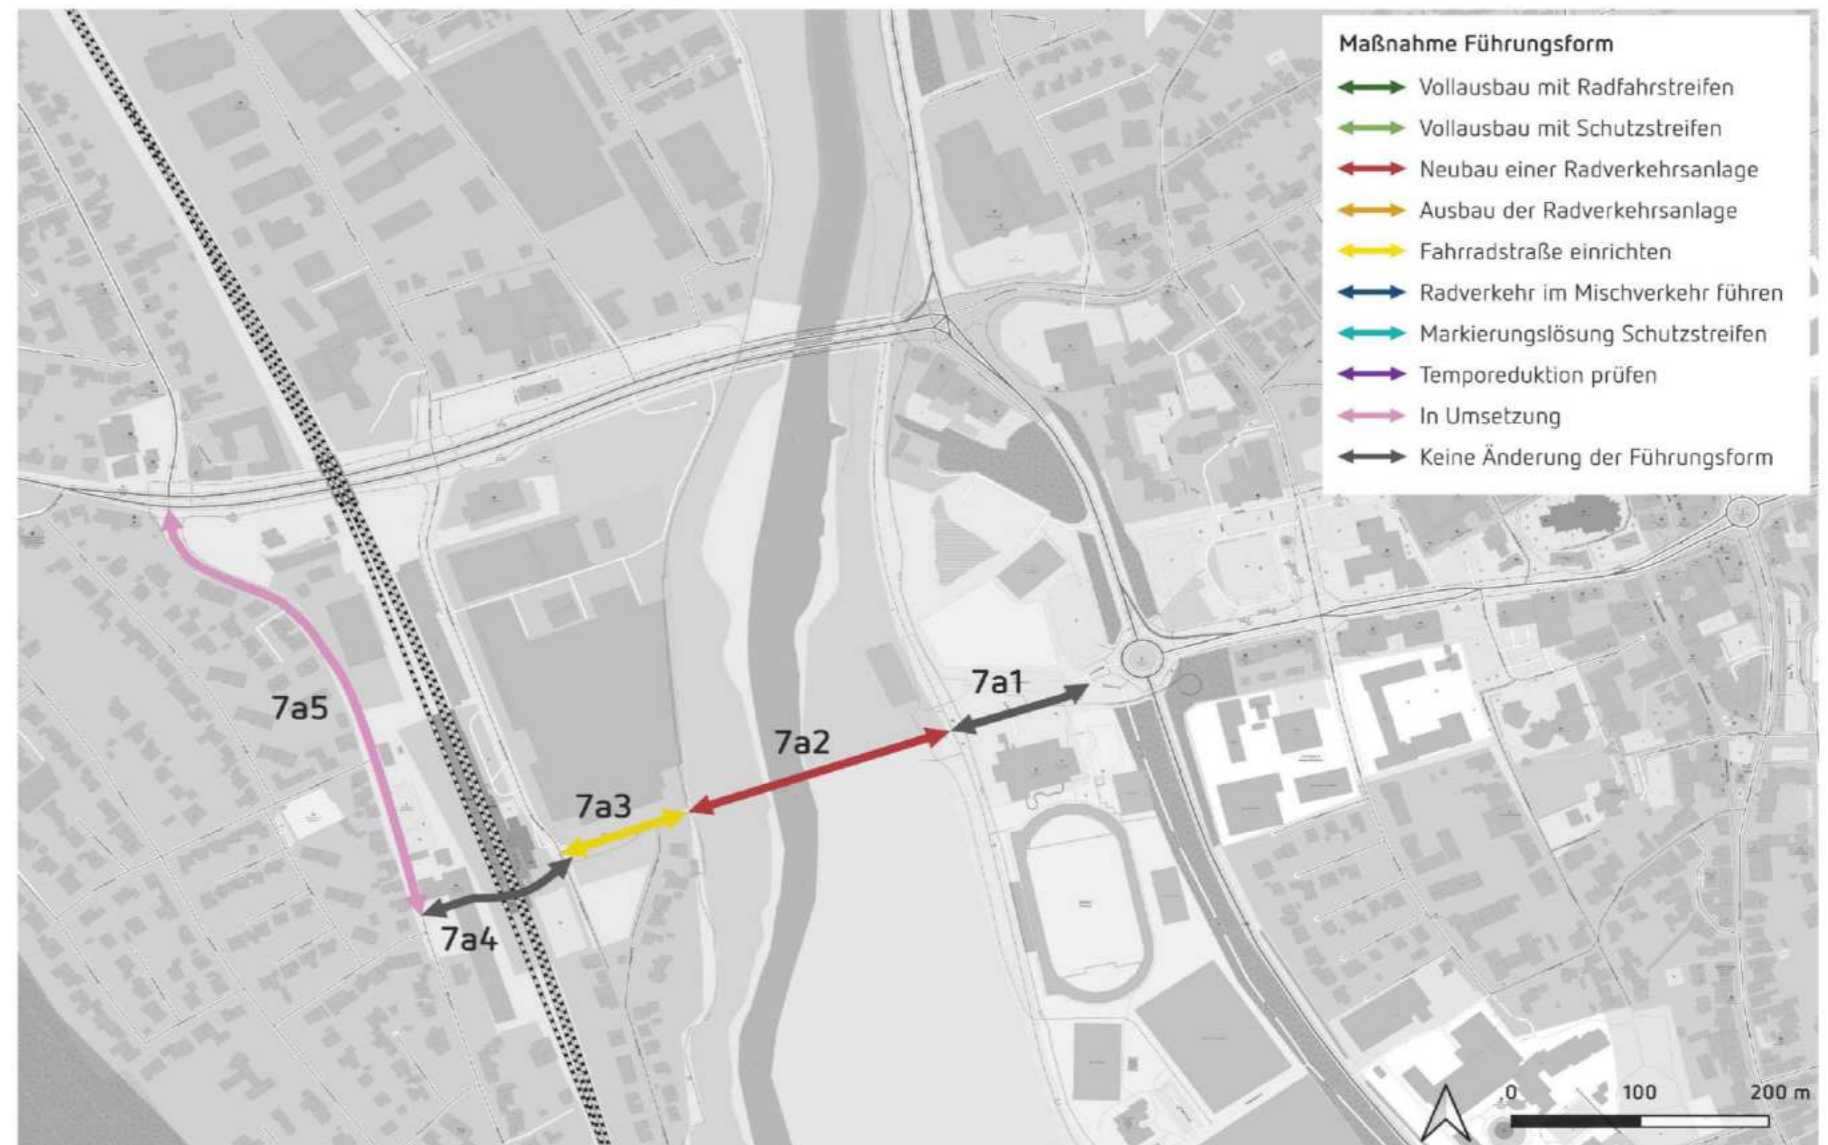 Maßnahme Führungsform
Vollausbau mit Radfahrstreifen
Vollausbau mit Schutzstreifen
Neubau einer Radverkehrsanlage
Ausbau der Radverkehrsanlage
Fahrradstraße einrichten
Radverkehr im Mischverkehr führen
Markierungslösung Schutzstreifen
Temporeduktion prüfen
In Umsetzung
Keine Änderung der Führungsform
7a1
7a5
7a2
7a3
7a4
0 100 200 m